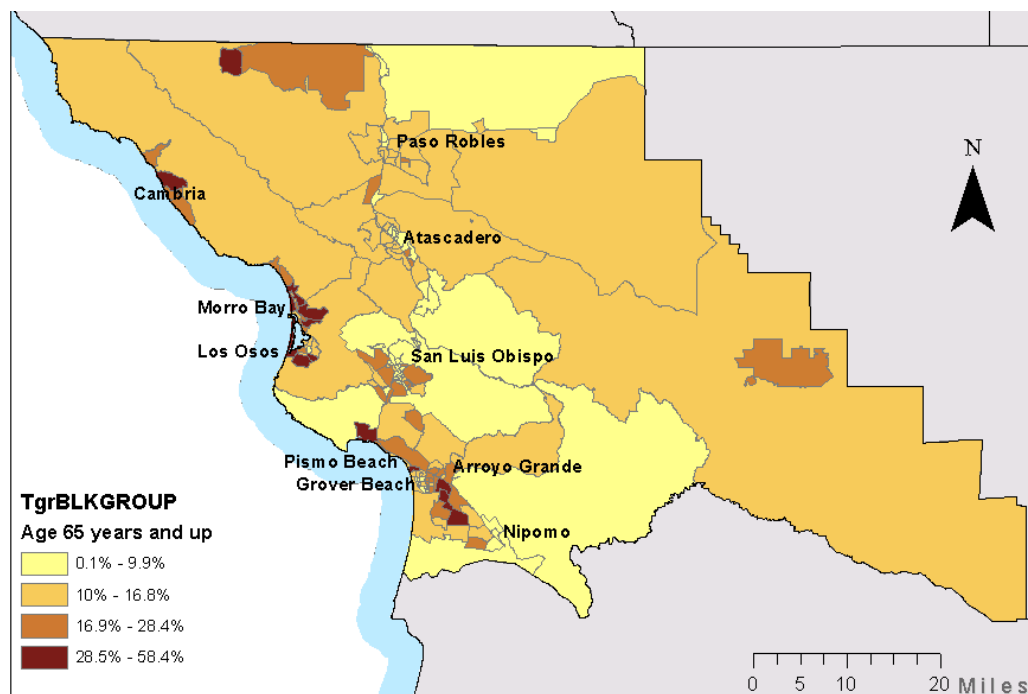 Paso Robles
N
Cambria
Atascadero
Morro Bay
Los Osos
San Luis Obispo
Pismo Beach
Arroyo Grande
Grover Beach
Nipomo
TgrBLKGROUP
Age 65 years and up
0.1% - 9.9%
10% - 16.8%
16.9% - 28.4%
28.5% - 58.4%
0 5 10 20
Miles